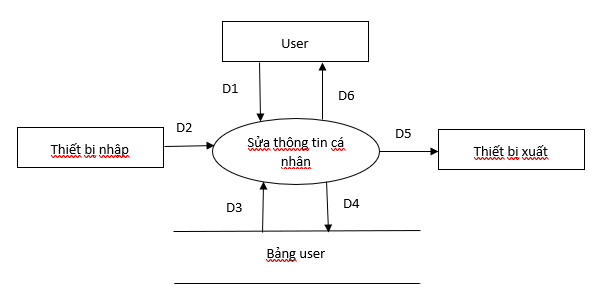 User
D1
D6
D2
Thiết bị nhập
Sửa thông tin cá
nhân
D5
Thiết bị xuất
D3
D4
Bảng user